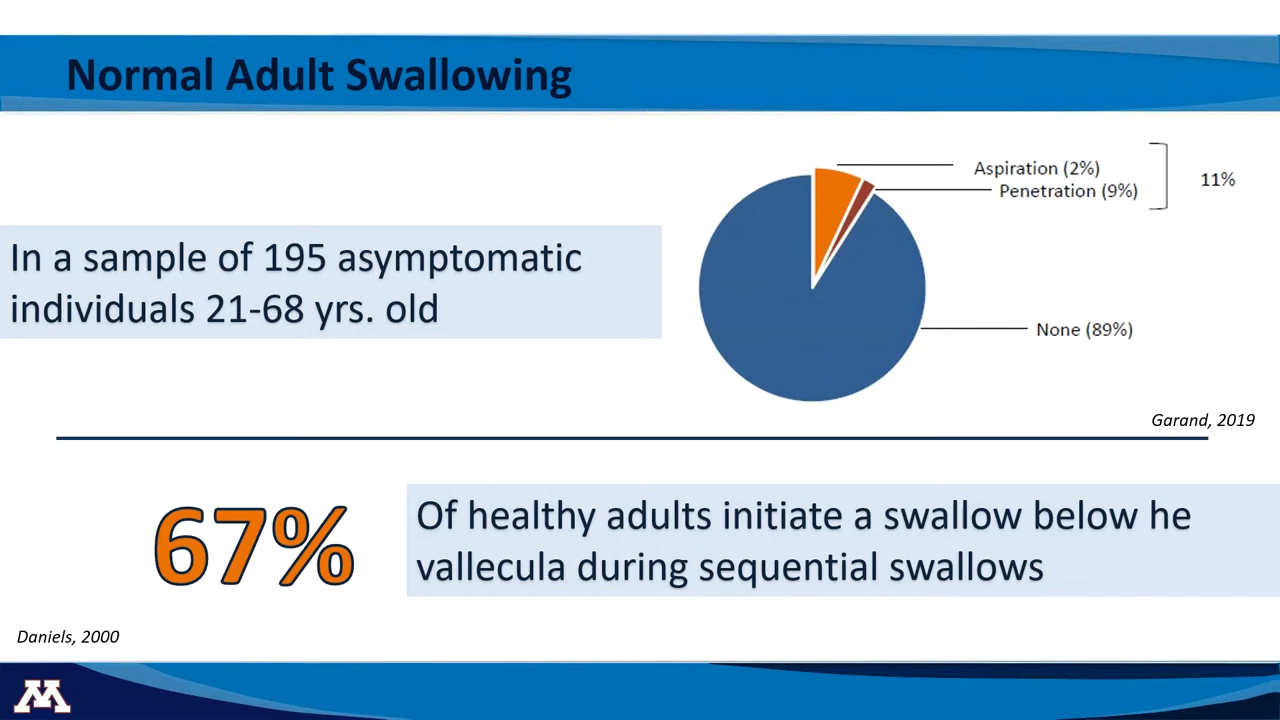 Normal Adult Swallowing
Aspiration (2%)
Penetration (9%)
11%
In a sample of 195 asymptomatic
individuals 21-68 yrs. old
None (89%)
Garand, 2019
67%
Of healthy adults initiate a swallow below he
vallecula during sequential swallows
Daniels, 2000
M